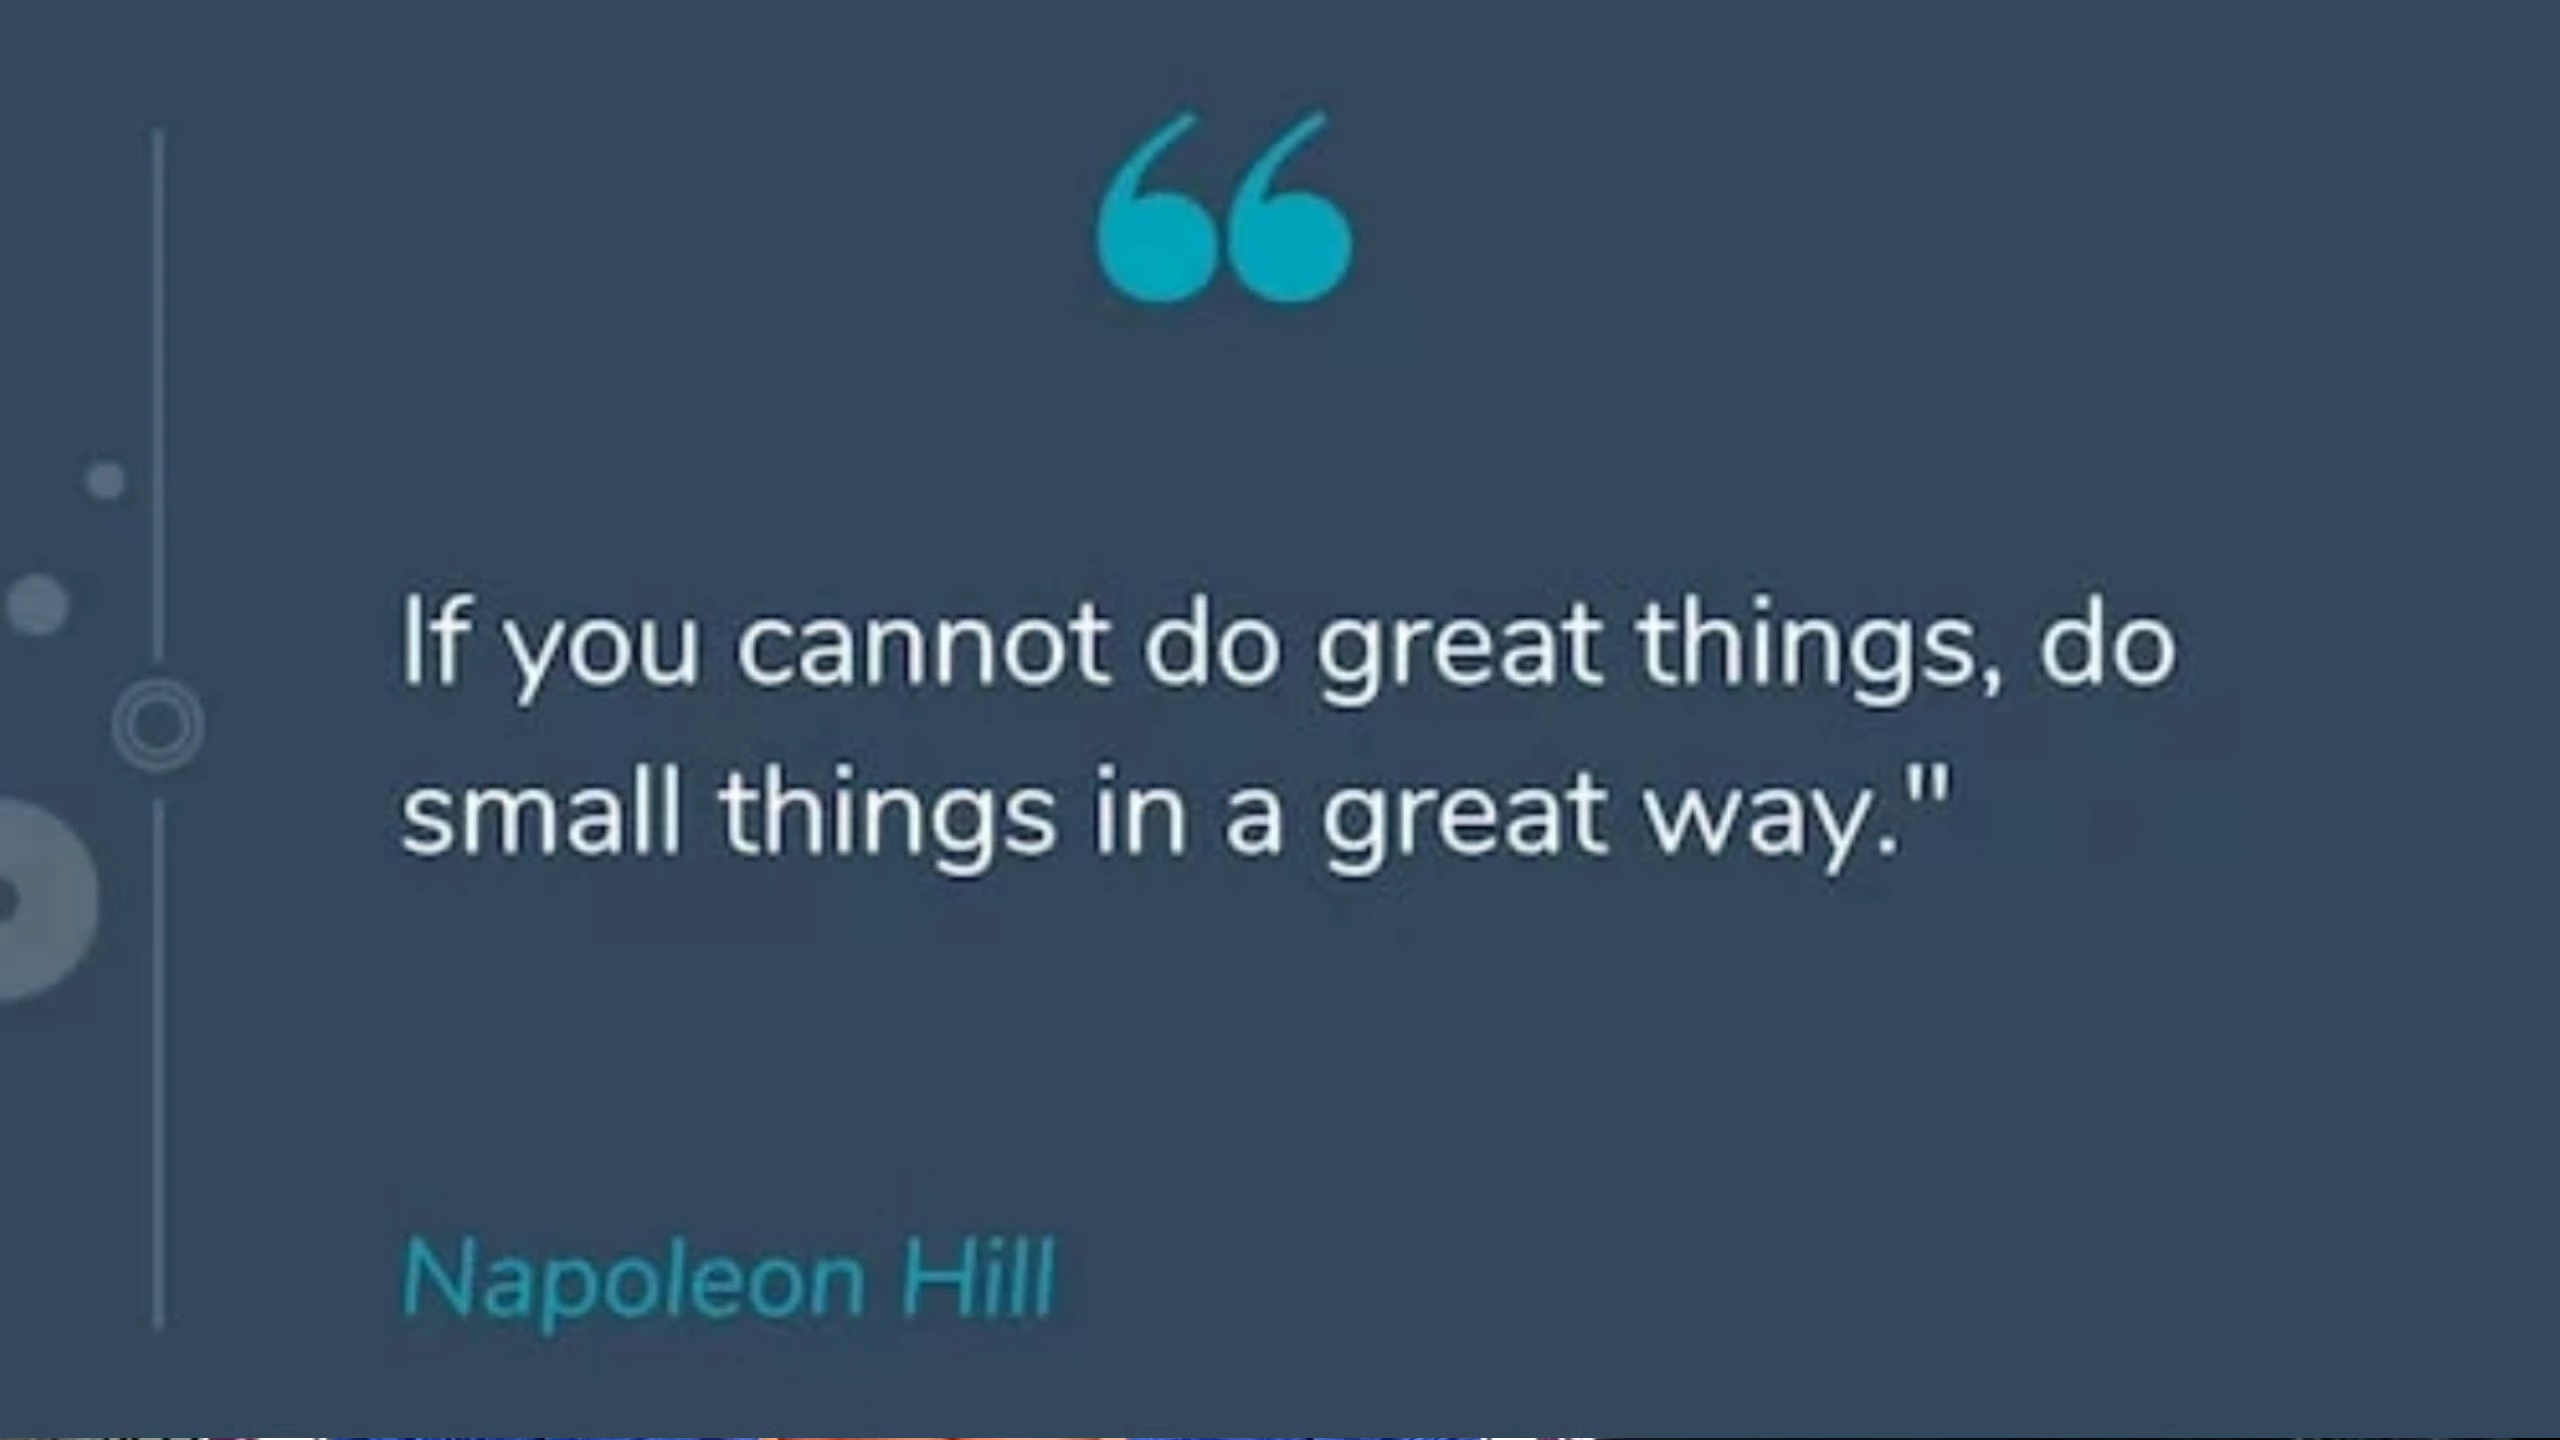 “
If you cannot do great things, do
small things in a great way."
Napoleon Hill